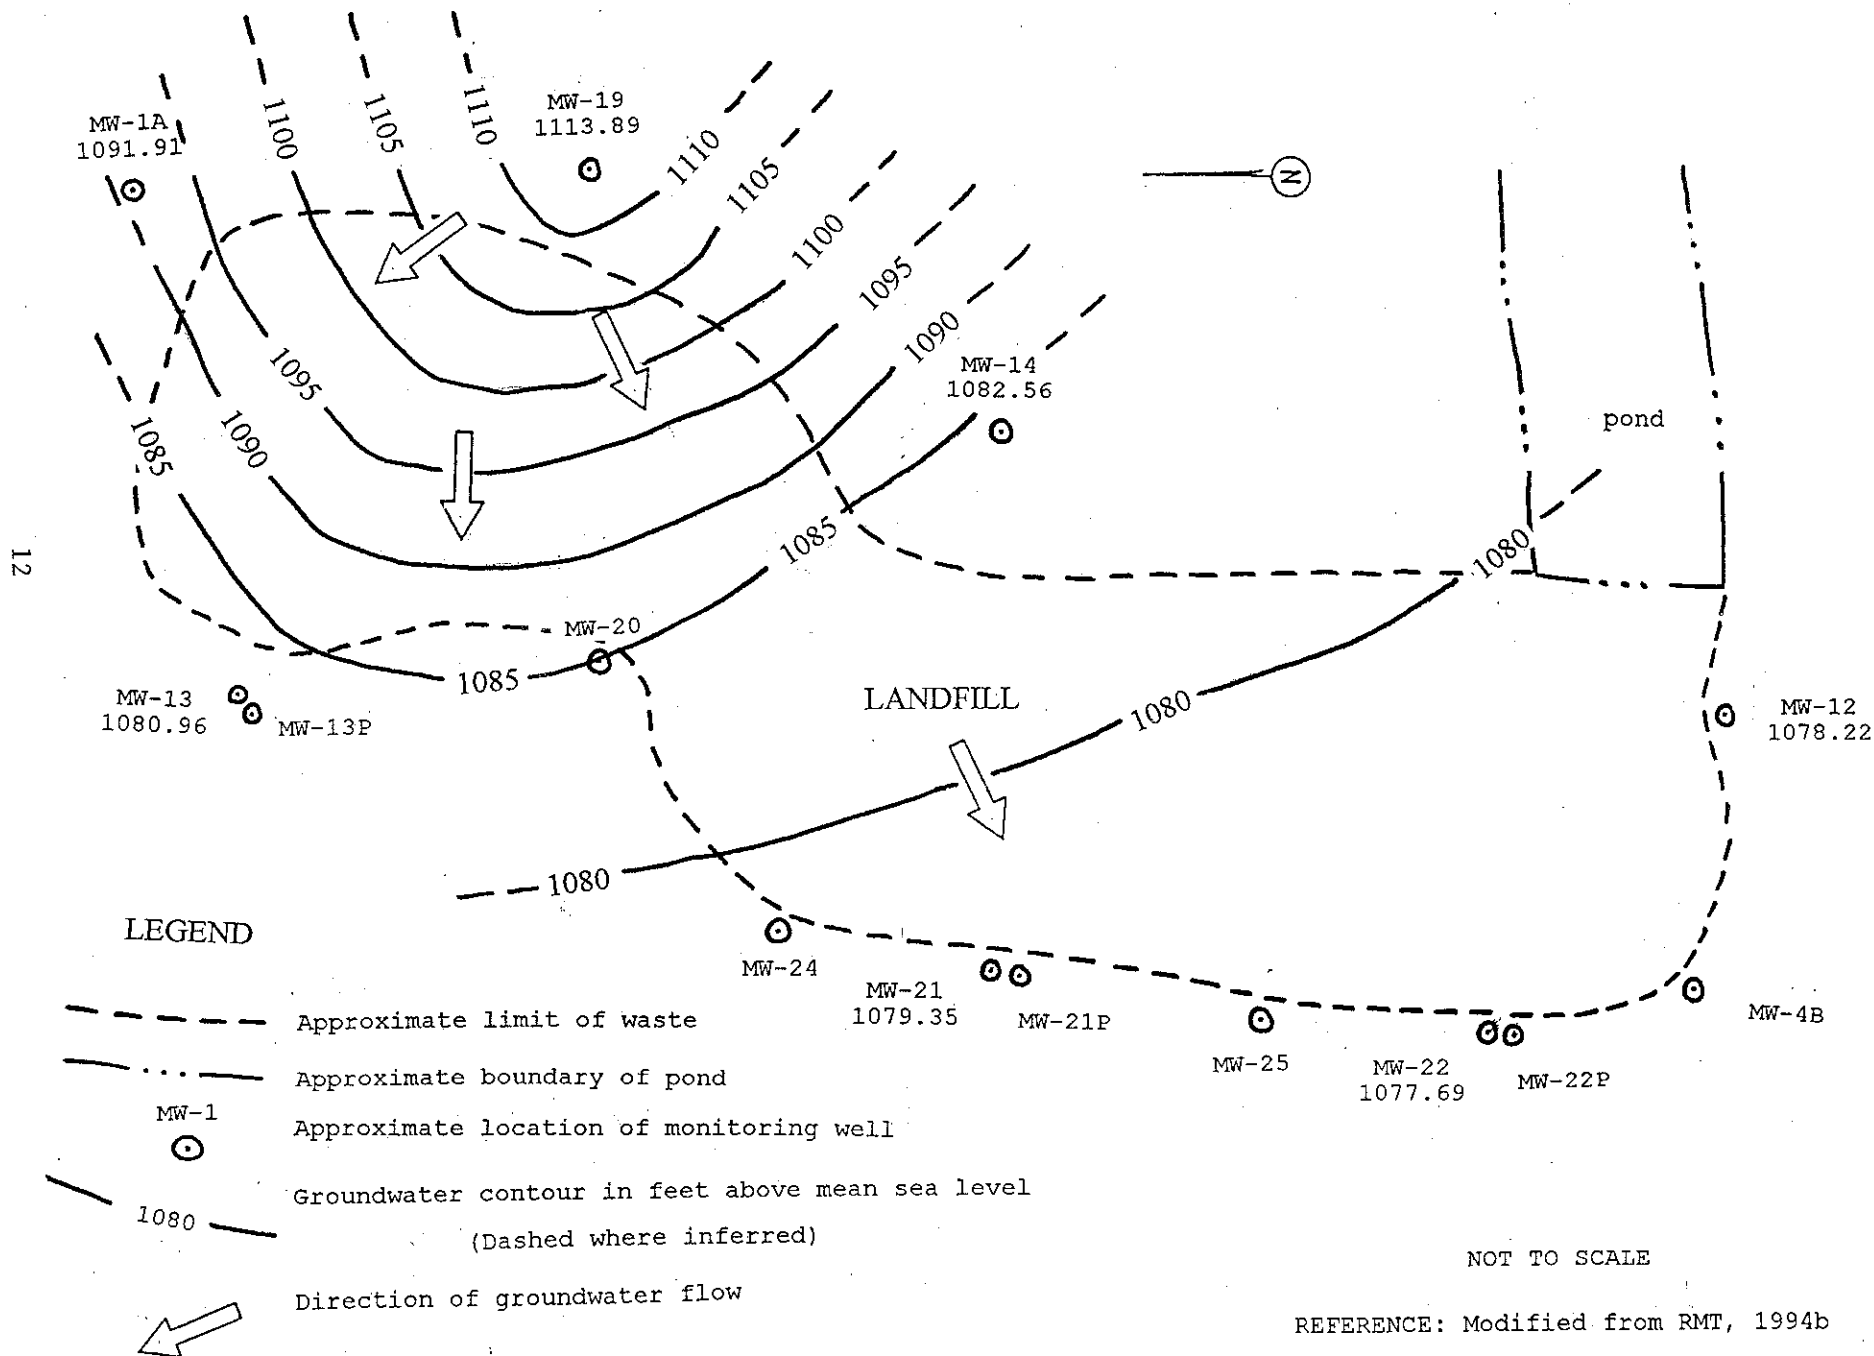 MW-1A
1091.91
1100
1105
1110
MW-19
1113.89
1110
1105
1100
1095
1090
N
MW-14
1082.56
pond
1095
1090
1085
1085
1080
12
MW-20
1085
MW-13
1080.96
MW-13P
LANDFILL
1080
MW-12
1078.22
1080
LEGEND
MW-24
MW-21
1079.35
MW-21P
MW-25
MW-22
1077.69
MW-22P
MW-4B
Approximate limit of waste
Approximate boundary of pond
MW-1
Approximate location of monitoring well
Groundwater contour in feet above mean sea level
1080
(Dashed where inferred)
Direction of groundwater flow
NOT TO SCALE
REFERENCE: Modified from RMT, 1994b